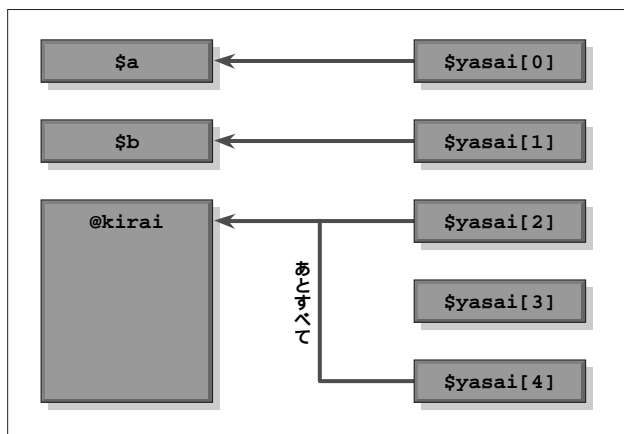 $a
$yasai[0]
$b
$yasai[1]
@kirai
$yasai[2]
あとすべて
$yasai[3]
$yasai[4]